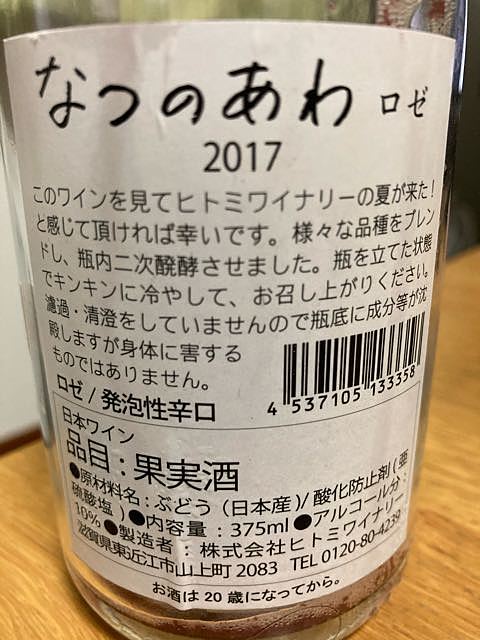 なつのあわ ロゼ
2017
このワインを見てヒトミワイナリーの夏が来た！
と感じて頂ければ幸いです。様々な品種をブレン
ドし、瓶内二次醗酵させました。瓶を立てた状態
でキンキンに冷やして、お召し上がりください。
濾過・清澄をしていませんので瓶底に成分等が沈
殿しますが身体に害する
ものではありません。
ロゼ / 発泡性辛口
4 537105 133358
日本ワイン
品目：果実酒
●原材料名：ぶどう（日本産）/ 酸化防止剤（亜
硫酸塩）●内容量：375ml ●アルコール分：
10% ●製造者：株式会社ヒトミワイナリー
滋賀県東近江市山上町 2083 TEL 0120-80-4239
お酒は 20 歳になってから。